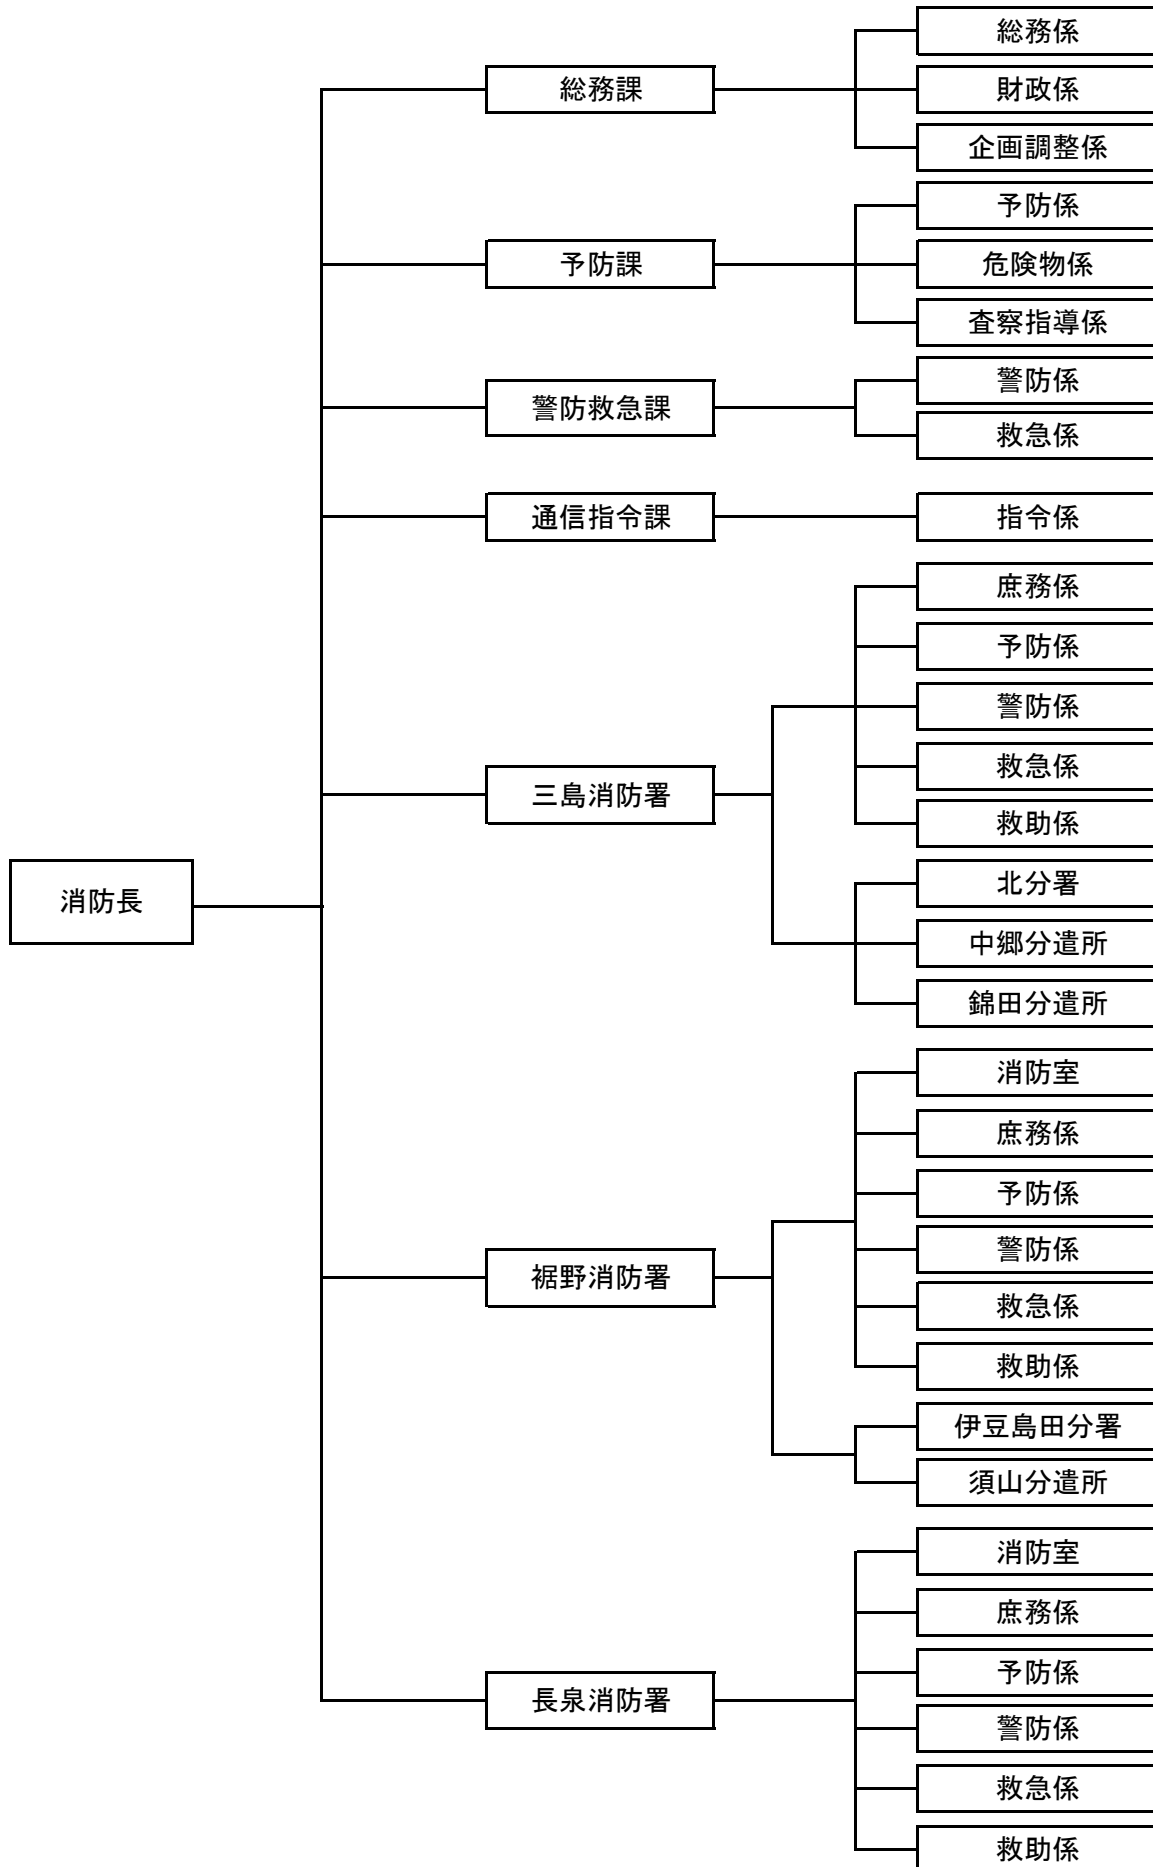 消防長
総務課
総務係
財政係
企画調整係
予防課
予防係
危険物係
査察指導係
警防救急課
警防係
救急係
通信指令課
指令係
三島消防署
庶務係
予防係
警防係
救急係
救助係
北分署
中郷分遣所
錦田分遣所
裾野消防署
消防室
庶務係
予防係
警防係
救急係
救助係
伊豆島田分署
須山分遣所
長泉消防署
消防室
庶務係
予防係
警防係
救急係
救助係